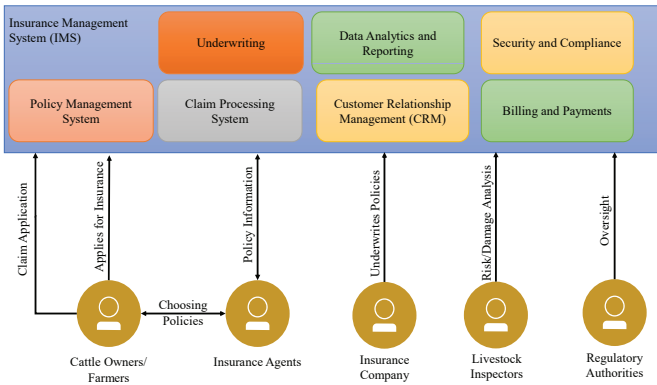 Insurance Management
System (IMS)
Underwriting
Data Analytics and
Reporting
Security and Compliance
Policy Management
System
Claim Processing
System
Customer Relationship
Management (CRM)
Billing and Payments
Claim Application
Applies for Insurance
Policy Information
Underwrites Policies
Risk/Damage Analysis
Oversight
Choosing
Policies
Cattle Owners/
Farmers
Insurance Agents
Insurance
Company
Livestock
Inspectors
Regulatory
Authorities